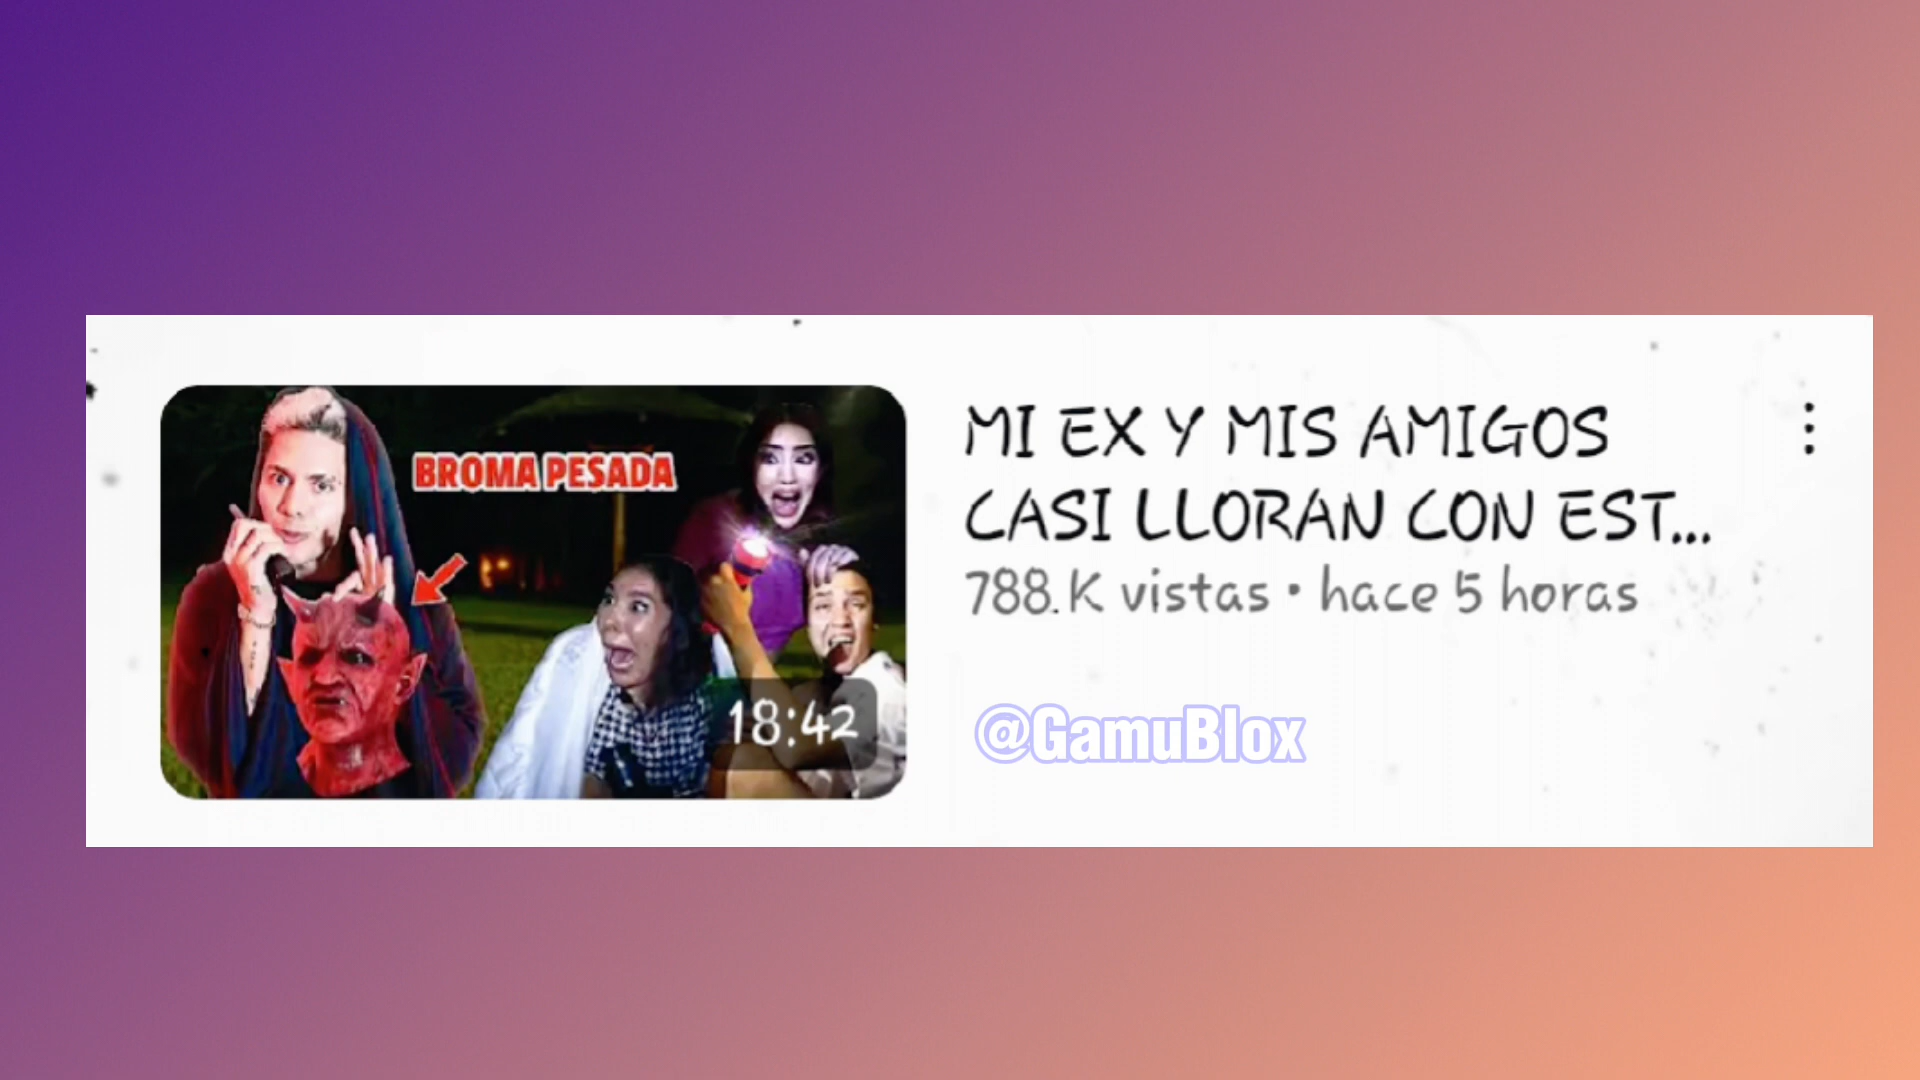 BROMA PESADA
18:42
MI EX Y MIS AMIGOS
CASI LLORAN CON EST...
788.K vistas • hace 5 horas
@GamuBlox